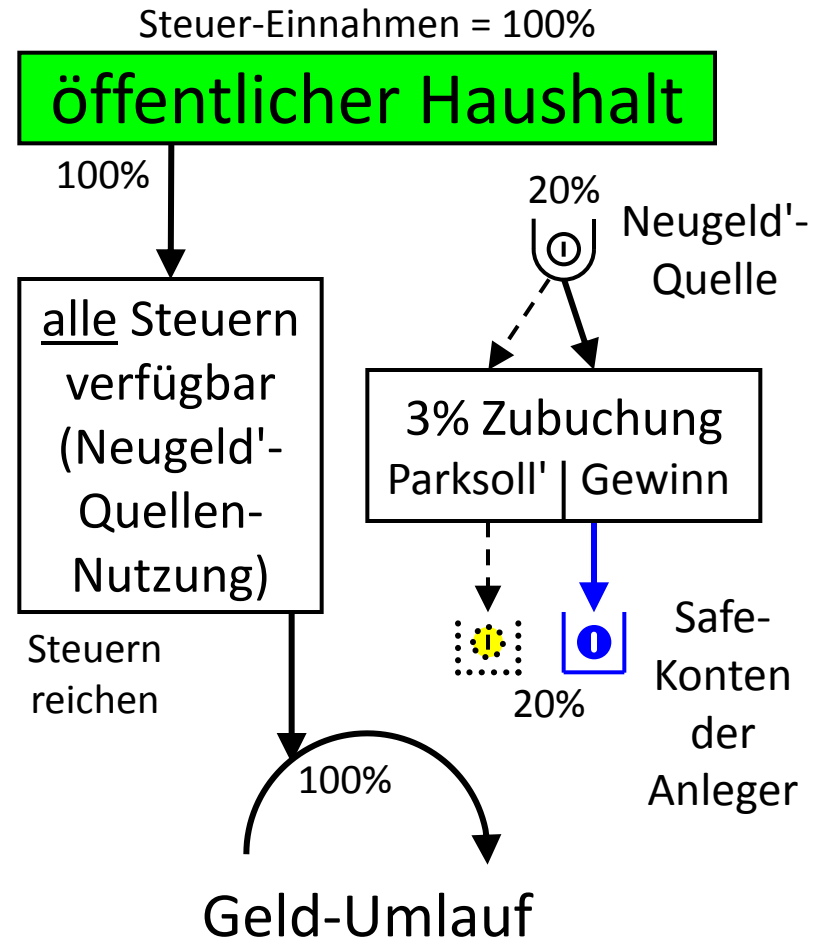 Steuer-Einnahmen = 100%
öffentlicher Haushalt
100%
20%
Neugeld'-
Quelle
alle Steuern
verfügbar
(Neugeld'-
Quellen-
Nutzung)
3% Zubuchung
Parksoll' Gewinn
Steuern
reichen
20%
Safe-
Konten
der
Anleger
100%
Geld-Umlauf